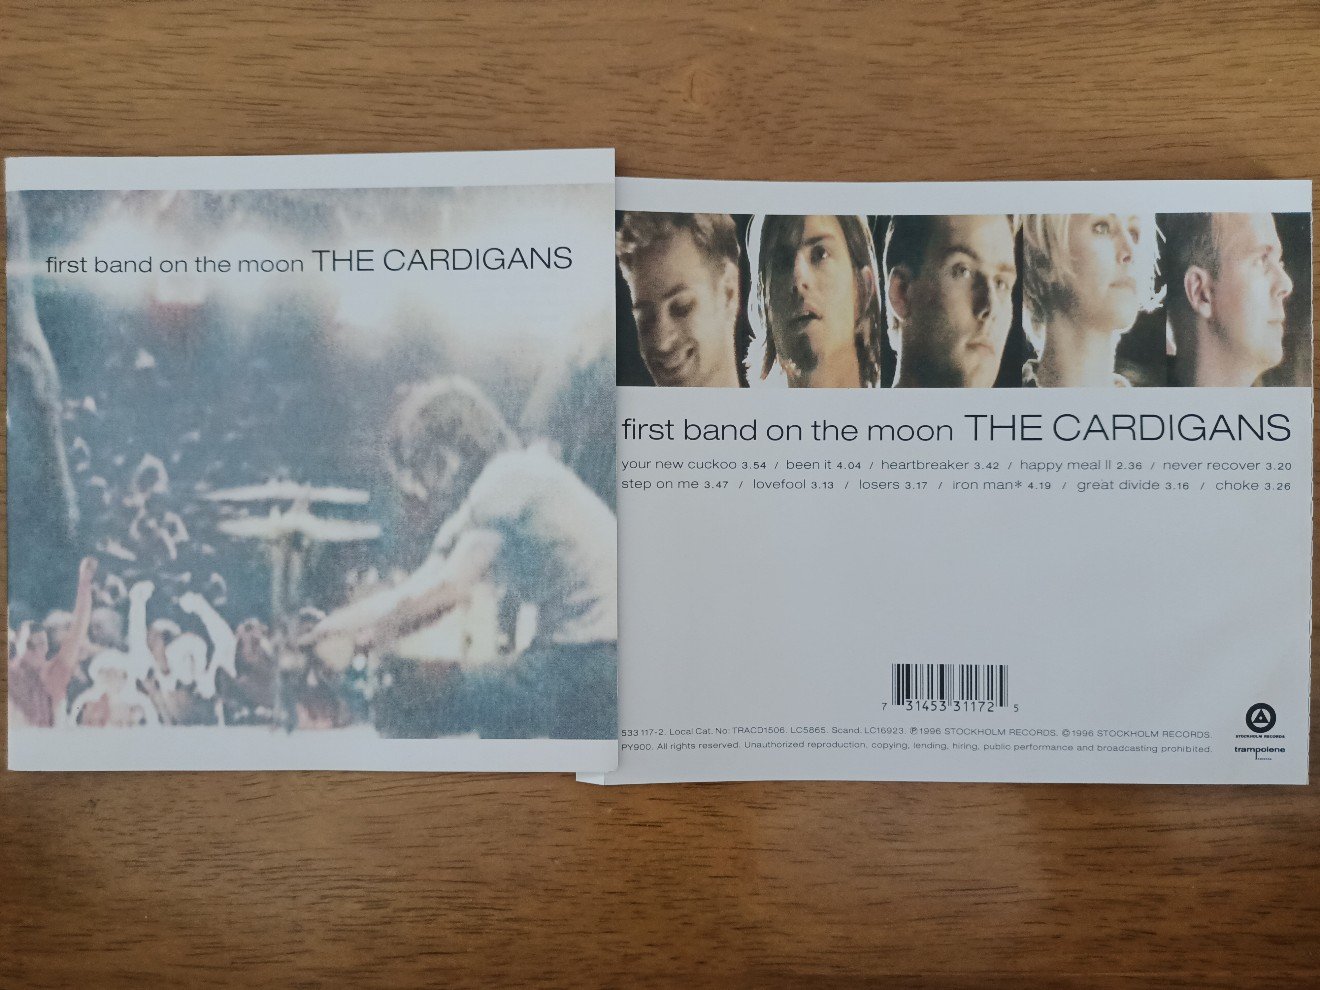 first band on the moon THE CARDIGANS
first band on the moon THE CARDIGANS
your new cuckoo 3.54 / been it 4.04 / heartbreaker 3.42 / happy meal II 2.36 / never recover 3.20
step on me 3.47 / lovefool 3.13 / losers 3.17 / iron man* 4.19 / great divide 3.16 / choke 3.26
7 31453 31172 5
533 117-2. Local Cat. No: TRACD1506. LC5865. Scand. LC16923. ℗1996 STOCKHOLM RECORDS. ©1996 STOCKHOLM RECORDS.
PY900. All rights reserved. Unauthorized reproduction, copying, lending, hiring, public performance and broadcasting prohibited.
STOCKHOLM RECORDS
trampolene